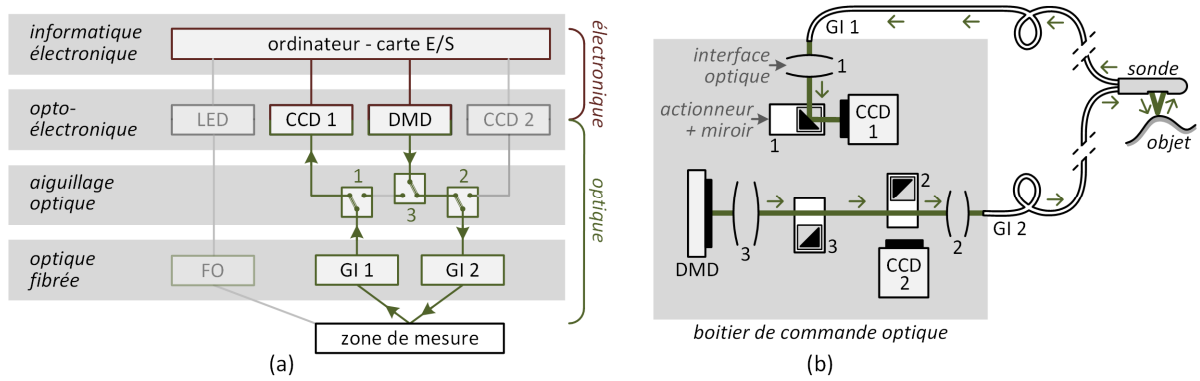 informatique
électronique
ordinateur - carte E/S
électronique
opto-
électronique
LED
CCD 1
DMD
CCD 2
aiguillage
optique
1
3
2
optique
optique
fibrée
FO
GI 1
GI 2
zone de mesure
(a)
GI 1
interface
optique
1
actionneur
+ miroir
1
CCD
1
sonde
objet
DMD
3
3
2
CCD
2
2
GI 2
boitier de commande optique
(b)